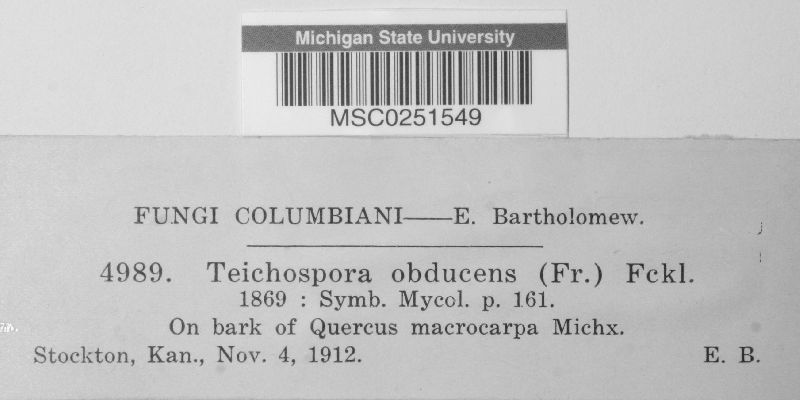 Michigan State University
MSC0251549
FUNGI COLUMBIANI——E. Bartholomew.
4989. Teichospora obducens (Fr.) Fckl.
1869 : Symb. Mycol. p. 161.
On bark of Quercus macrocarpa Michx.
Stockton, Kan., Nov. 4, 1912. E. B.